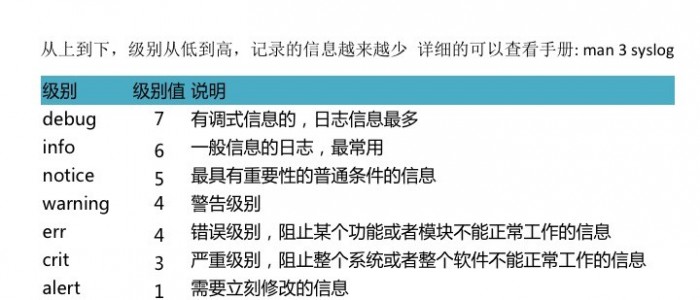 从上到下，级别从低到高，记录的信息越来越少 详细的可以查看手册: man 3 syslog
级别 级别值 说明
debug 7 有调式信息的，日志信息最多
info 6 一般信息的日志，最常用
notice 5 最具有重要性的普通条件的信息
warning 4 警告级别
err 4 错误级别，阻止某个功能或者模块不能正常工作的信息
crit 3 严重级别，阻止整个系统或者整个软件不能正常工作的信息
alert 1 需要立刻修改的信息